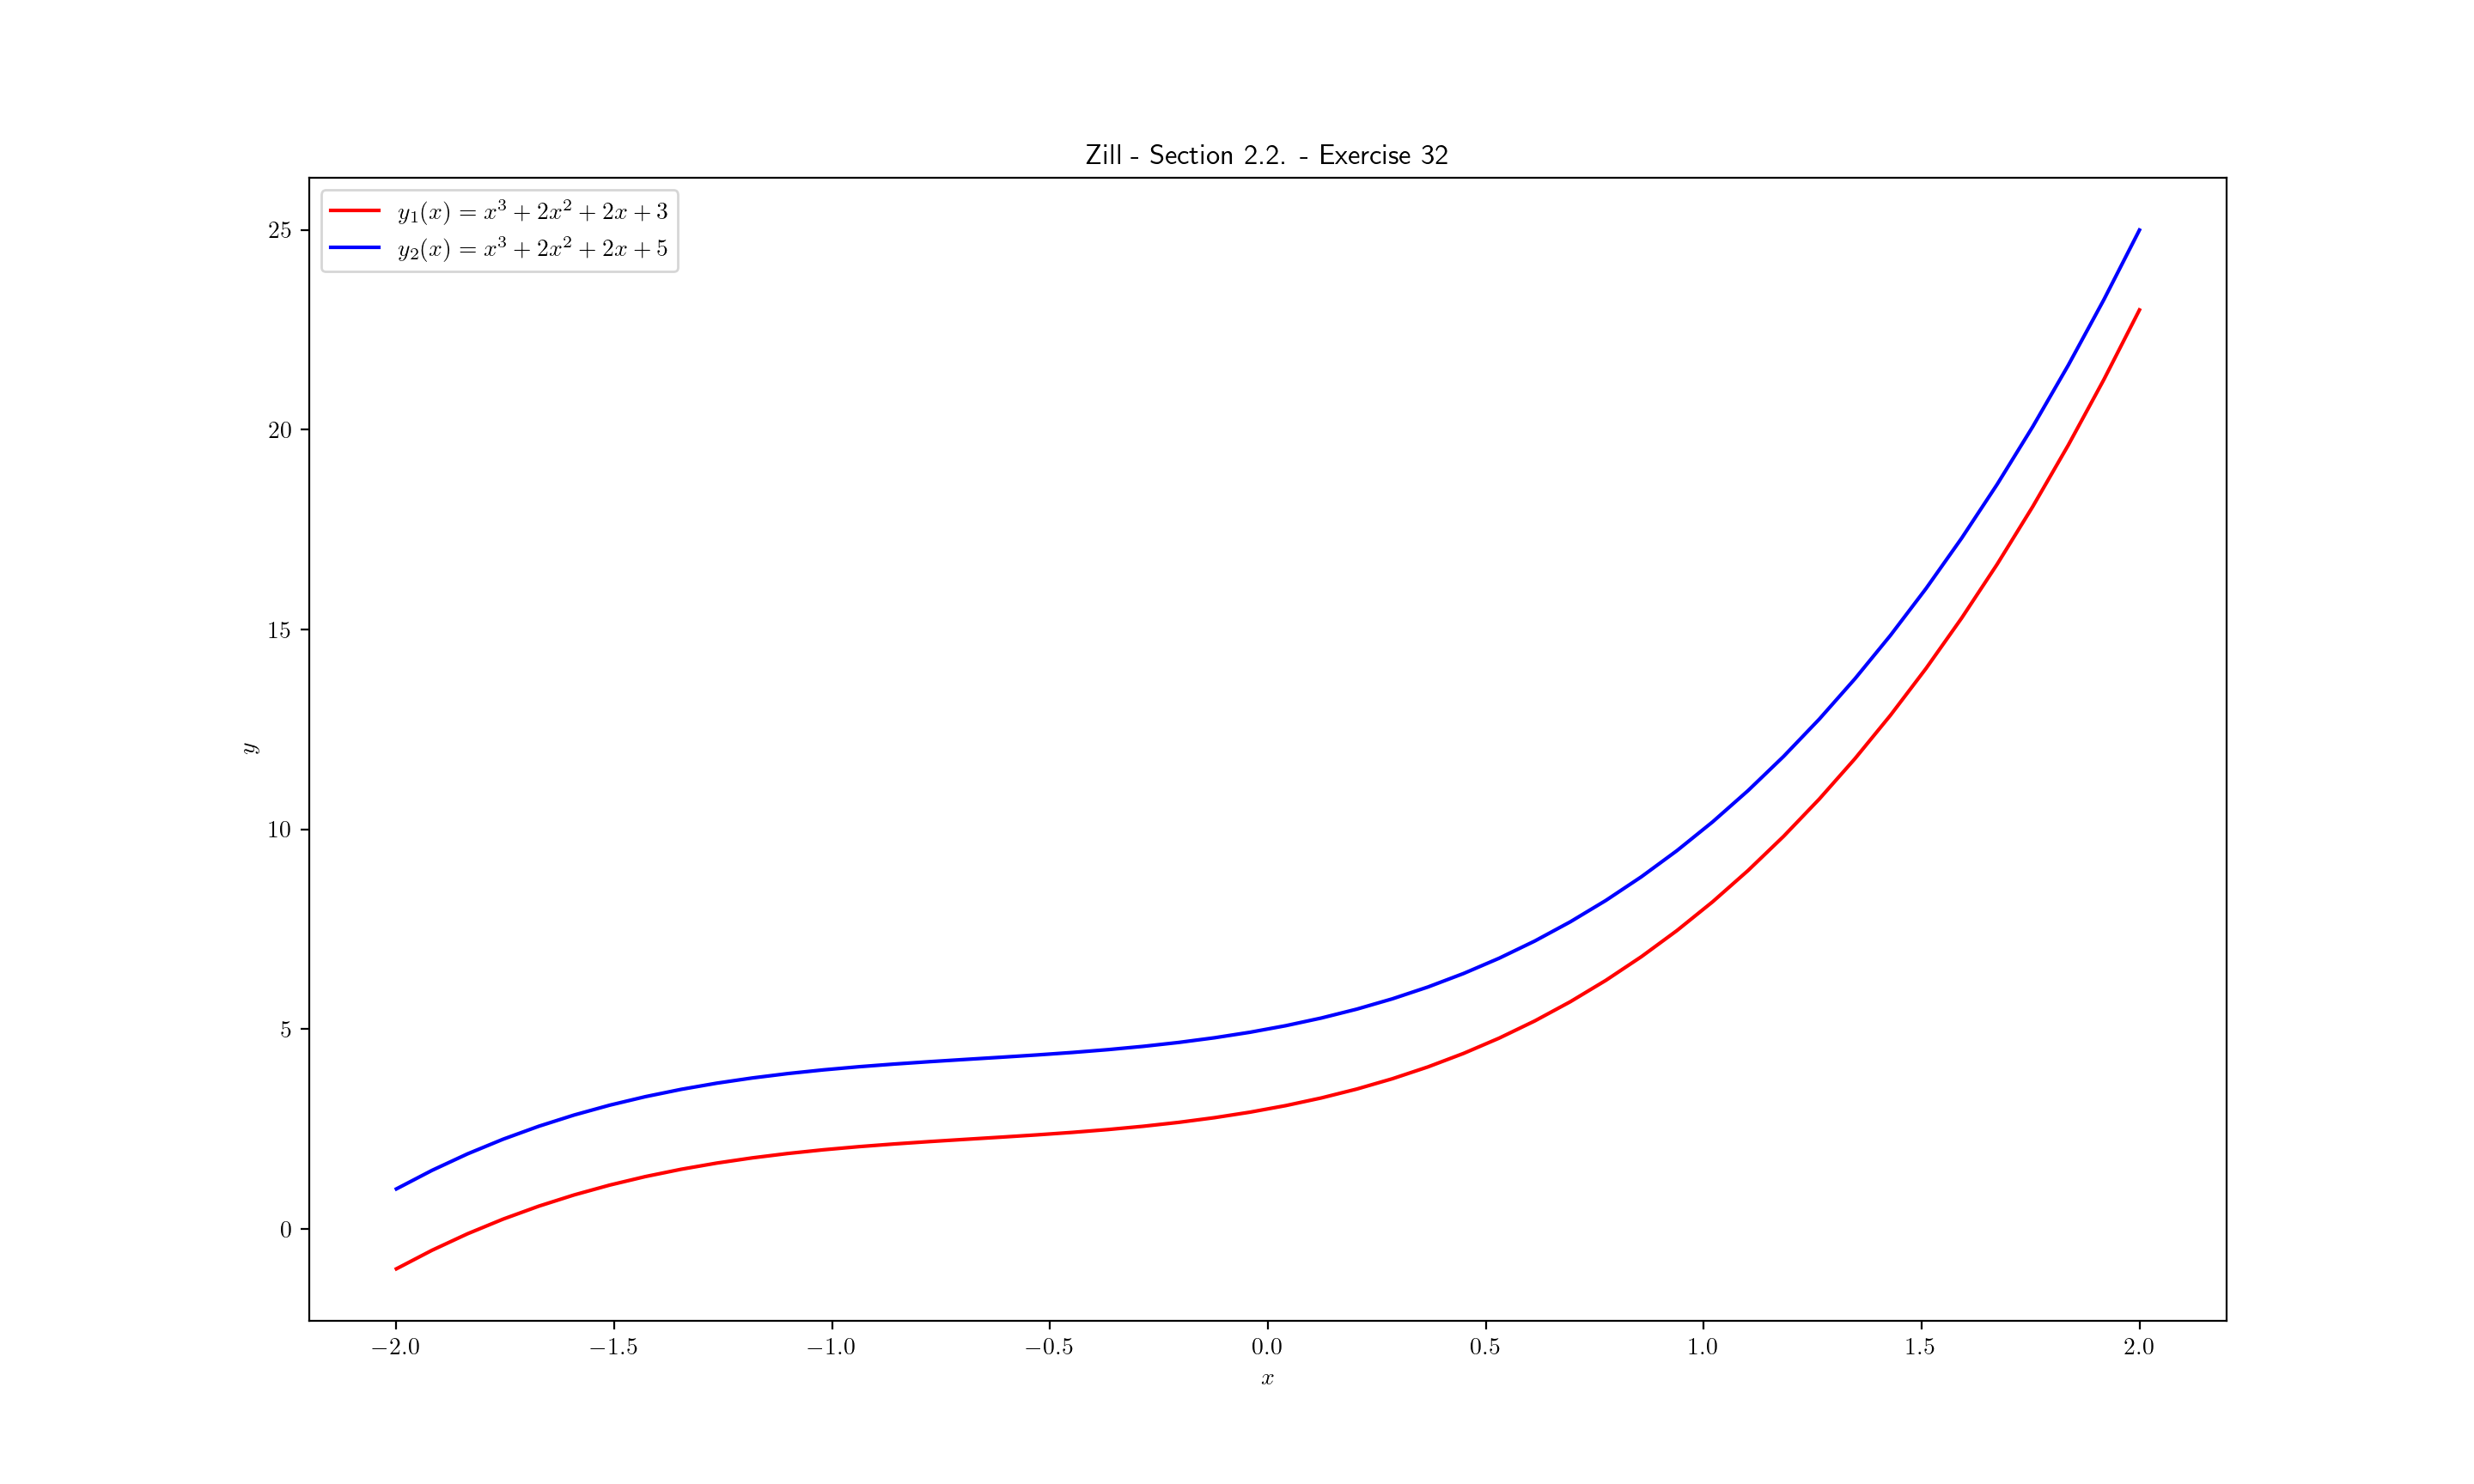 Zill - Section 2.2. - Exercise 32
y₁(x) = x³ + 2x² + 2x + 3
y₂(x) = x³ + 2x² + 2x + 5
25
20
15
10
5
0
y
−2.0 −1.5 −1.0 −0.5 0.0 0.5 1.0 1.5 2.0
x